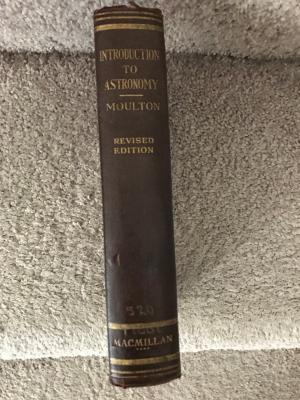 INTRODUCTION
TO
ASTRONOMY
MOULTON
REVISED
EDITION
520
MACMILLAN